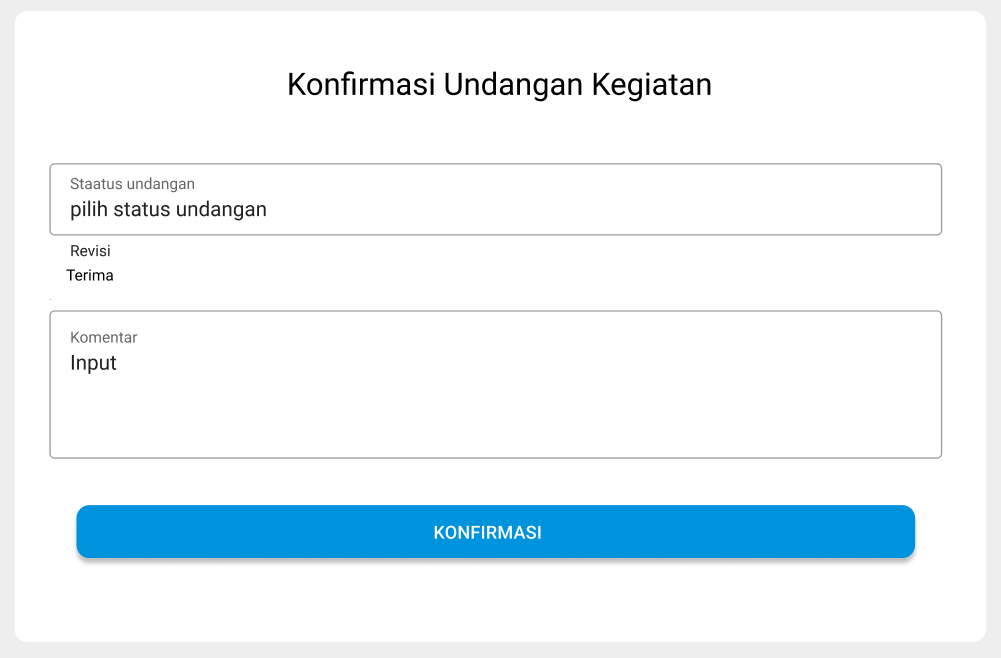 Konfirmasi Undangan Kegiatan
Staatus undangan
pilih status undangan
Revisi
Terima
Komentar
Input
KONFIRMASI